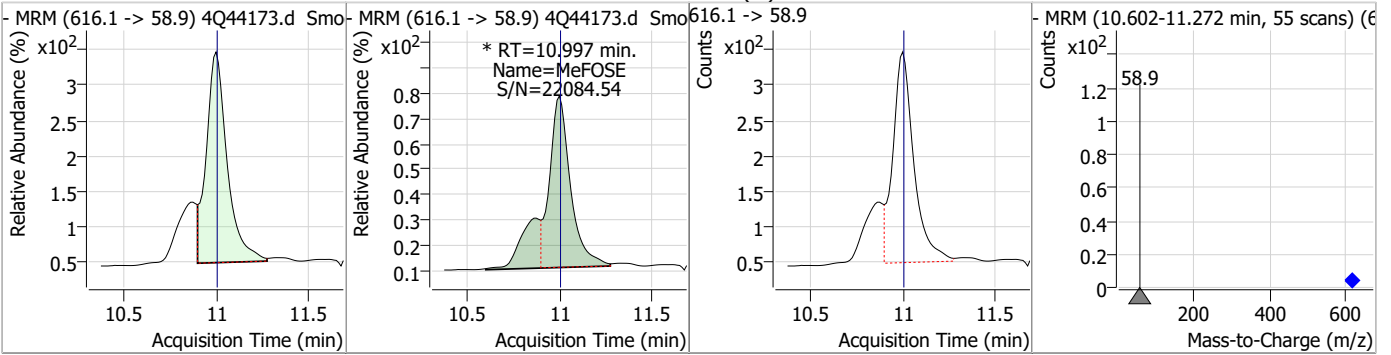 - MRM (616.1 -> 58.9) 4Q44173.d Smo
Relative Abundance (%)
x10²
3
2.5
2
1.5
1
0.5
10.5 11 11.5
Acquisition Time (min)
- MRM (616.1 -> 58.9) 4Q44173.d Smo
Relative Abundance (%)
x10²
* RT=10.997 min.
Name=MeFOSE
S/N=22084.54
0.8
0.7
0.6
0.5
0.4
0.3
0.2
0.1
10.5 11 11.5
Acquisition Time (min)
616.1 -> 58.9
Counts
x10²
3
2.5
2
1.5
1
0.5
10.5 11 11.5
Acquisition Time (min)
- MRM (10.602-11.272 min, 55 scans) (6
Counts
x10²
58.9
1.2
1
0.8
0.6
0.4
0.2
0
200 400 600
Mass-to-Charge (m/z)